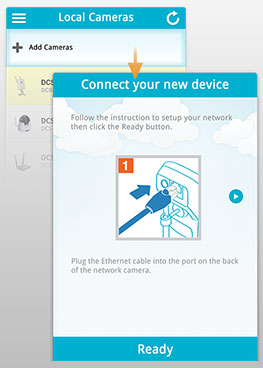 Local Cameras
Add Cameras
DCS
DCS
DCS
DCS
DCS
DCS
Connect your new device
Follow the instruction to setup your network
then click the Ready button.
1
Plug the Ethernet cable into the port on the back
of the network camera.
Ready